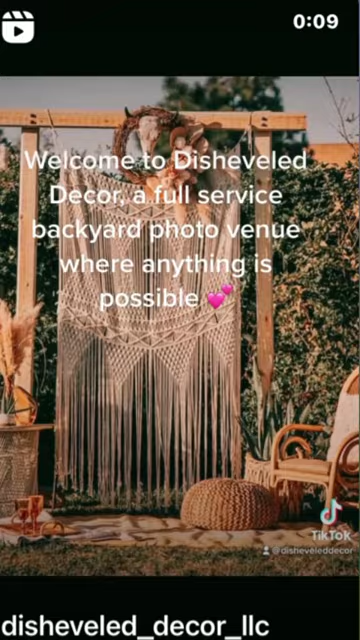 0:09
Welcome to Disheveled
Decor, a full service
backyard photo venue
where anything is
possible 💕
TikTok
@disheveleddecor
disheveled_decor_llc